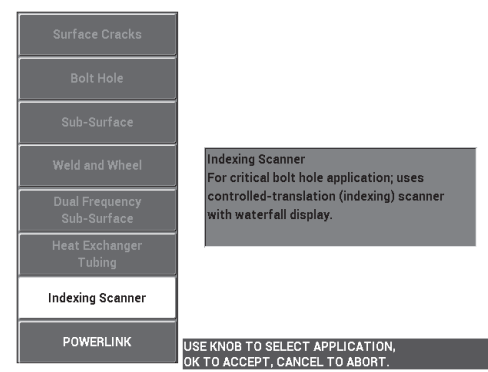 Surface Cracks
Bolt Hole
Sub-Surface
Weld and Wheel
Dual Frequency
Sub-Surface
Heat Exchanger
Tubing
Indexing Scanner
POWERLINK
Indexing Scanner
For critical bolt hole application; uses
controlled-translation (indexing) scanner
with waterfall display.
USE KNOB TO SELECT APPLICATION,
OK TO ACCEPT, CANCEL TO ABORT.